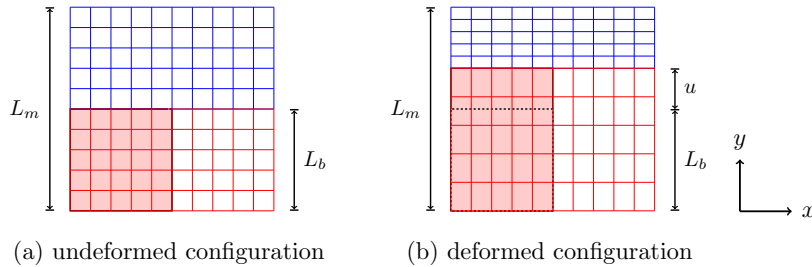 L_m
L_b
(a) undeformed configuration
L_m
u
L_b
(b) deformed configuration
y
x